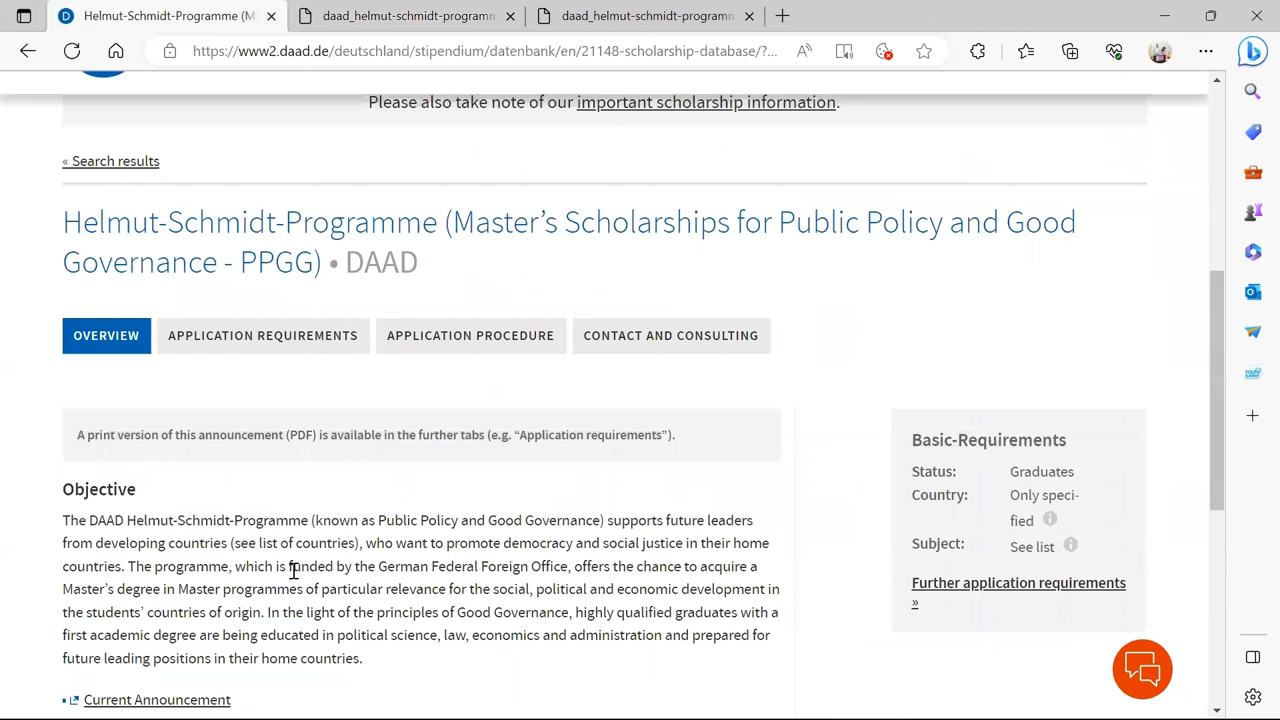 Helmut-Schmidt-Programme (M
daad_helmut-schmidt-programm
daad_helmut-schmidt-programm
https://www2.daad.de/deutschland/stipendium/datenbank/en/21148-scholarship-database/?...
Please also take note of our important scholarship information.
« Search results
Helmut-Schmidt-Programme (Master’s Scholarships for Public Policy and Good
Governance - PPGG) • DAAD
OVERVIEW
APPLICATION REQUIREMENTS
APPLICATION PROCEDURE
CONTACT AND CONSULTING
A print version of this announcement (PDF) is available in the further tabs (e.g. “Application requirements”).
Objective
The DAAD Helmut-Schmidt-Programme (known as Public Policy and Good Governance) supports future leaders
from developing countries (see list of countries), who want to promote democracy and social justice in their home
countries. The programme, which is funded by the German Federal Foreign Office, offers the chance to acquire a
Master’s degree in Master programmes of particular relevance for the social, political and economic development in
the students’ countries of origin. In the light of the principles of Good Governance, highly qualified graduates with a
first academic degree are being educated in political science, law, economics and administration and prepared for
future leading positions in their home countries.
Current Announcement
Basic-Requirements
Status: Graduates
Country: Only speci-
fied
Subject: See list
Further application requirements
»